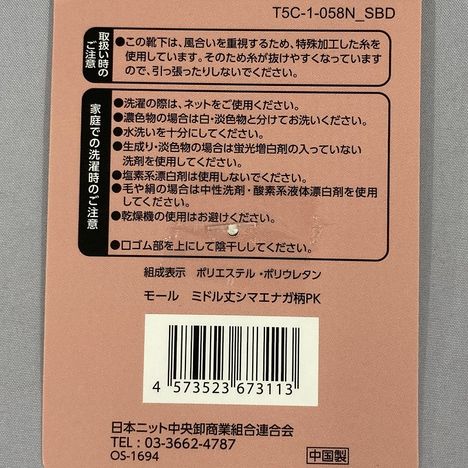 T5C-1-058N_SBD
取扱い時のご注意
●この靴下は、風合いを重視するため、特殊加工した糸を
使用しています。そのため糸が抜けやすくなっています
ので、引っ張ったりしないでください。
家庭での洗濯時のご注意
●洗濯の際は、ネットをご使用ください。
●濃色物の場合は白・淡色物と分けてお洗いください。
●水洗いを十分にしてください。
●生成り・淡色物の場合は蛍光増白剤の入っていない
洗剤を使用してください。
●塩素系漂白剤は使用しないでください。
●毛や絹の場合は中性洗剤・酸素系液体漂白剤を使用
してください。
●乾燥機の使用はお避けください。
●口ゴム部を上にして陰干ししてください。
組成表示 ポリエステル・ポリウレタン
モール ミドル丈シマエナガ柄PK
4 573523 673113
日本ニット中央卸商業組合連合会
TEL : 03-3662-4787
OS-1694
中国製